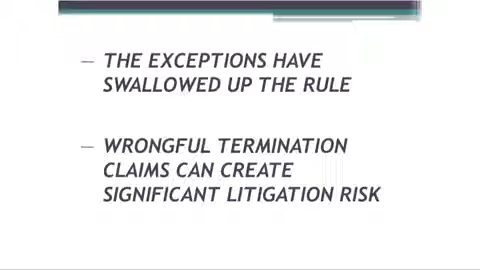 — THE EXCEPTIONS HAVE
SWALLOWED UP THE RULE
— WRONGFUL TERMINATION
CLAIMS CAN CREATE
SIGNIFICANT LITIGATION RISK